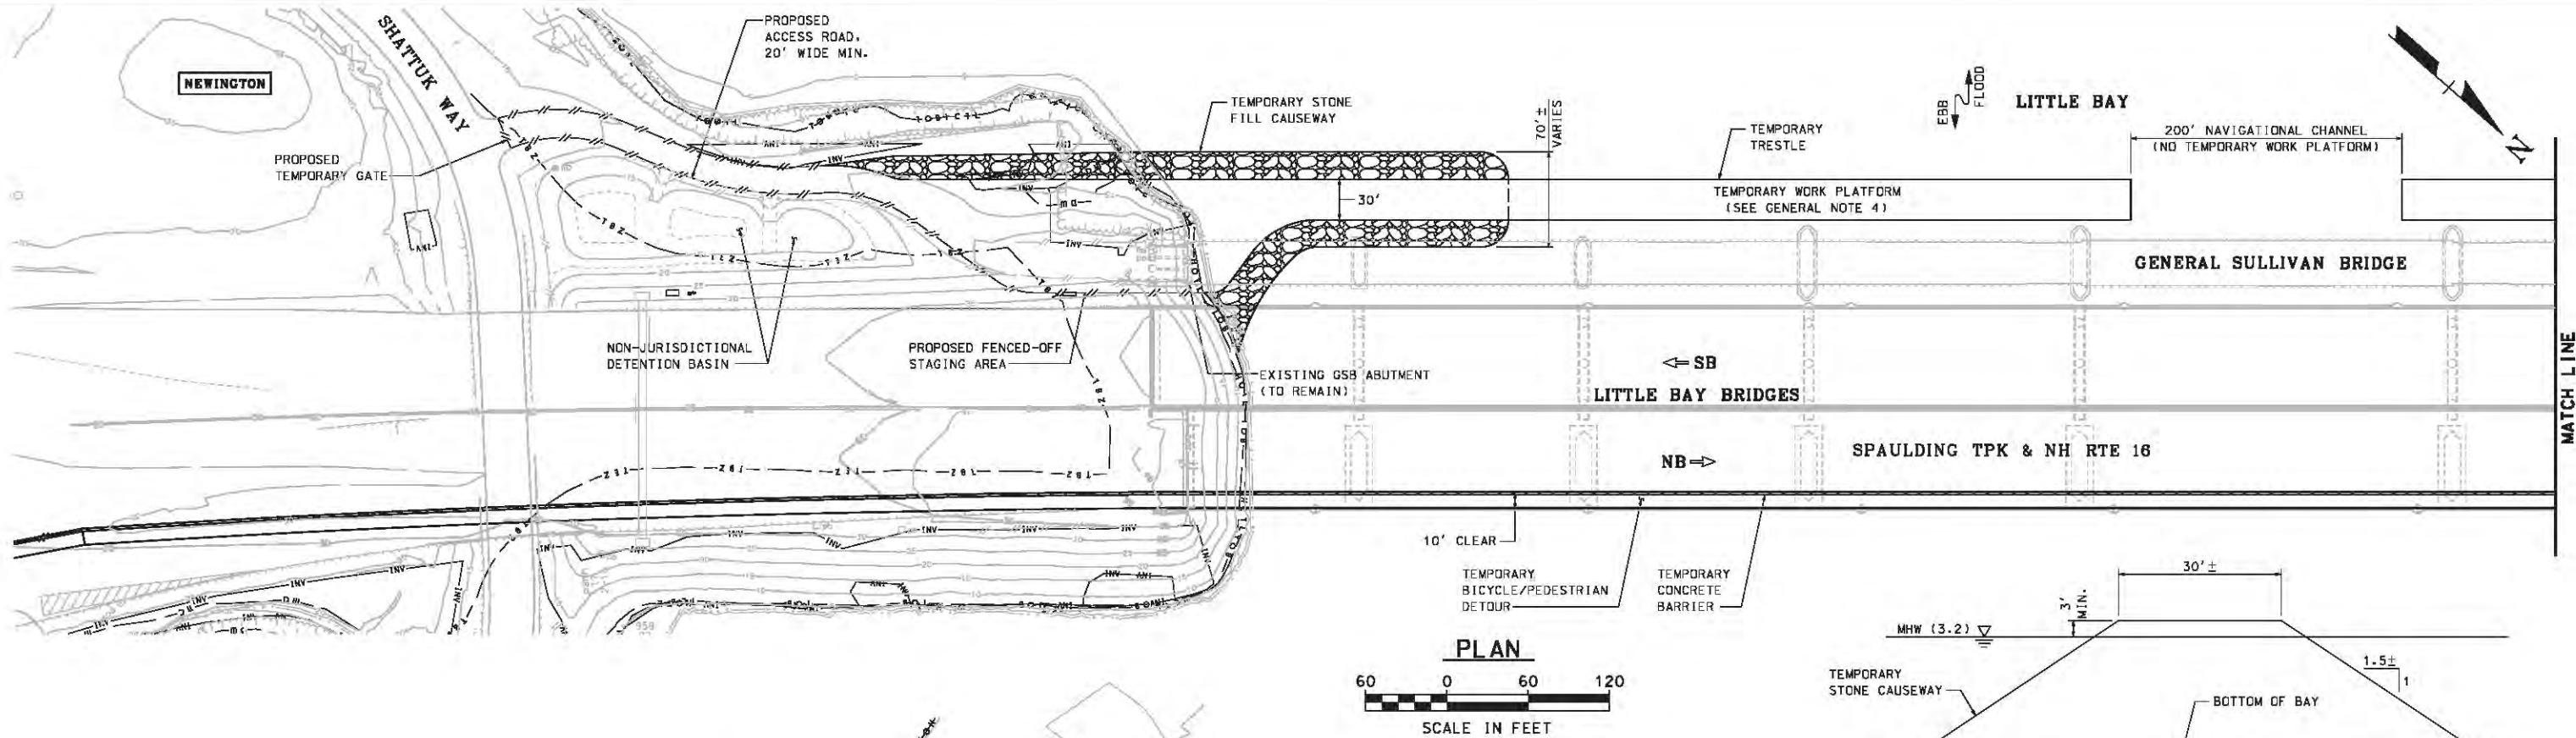 PROPOSED
ACCESS ROAD,
20' WIDE MIN.
SHATTUK WAY
NEWINGTON
PROPOSED
TEMPORARY GATE
TEMPORARY STONE
FILL CAUSEWAY
70'±
VARIES
TEMPORARY
TRESTLE
EBB
FLOOD
LITTLE BAY
200' NAVIGATIONAL CHANNEL
(NO TEMPORARY WORK PLATFORM)
N
30'
TEMPORARY WORK PLATFORM
(SEE GENERAL NOTE 4)
GENERAL SULLIVAN BRIDGE
NON-JURISDICTIONAL
DETENTION BASIN
PROPOSED FENCED-OFF
STAGING AREA
EXISTING GSB ABUTMENT
(TO REMAIN)
SB
LITTLE BAY BRIDGES
NB
SPAULDING TPK & NH RTE 16
MATCH LINE
10' CLEAR
TEMPORARY
BICYCLE/PEDESTRIAN
DETOUR
TEMPORARY
CONCRETE
BARRIER
PLAN
60 0 60 120
SCALE IN FEET
30'±
3'
MIN.
MHW (3.2)
1.5±
1
TEMPORARY
STONE CAUSEWAY
BOTTOM OF BAY